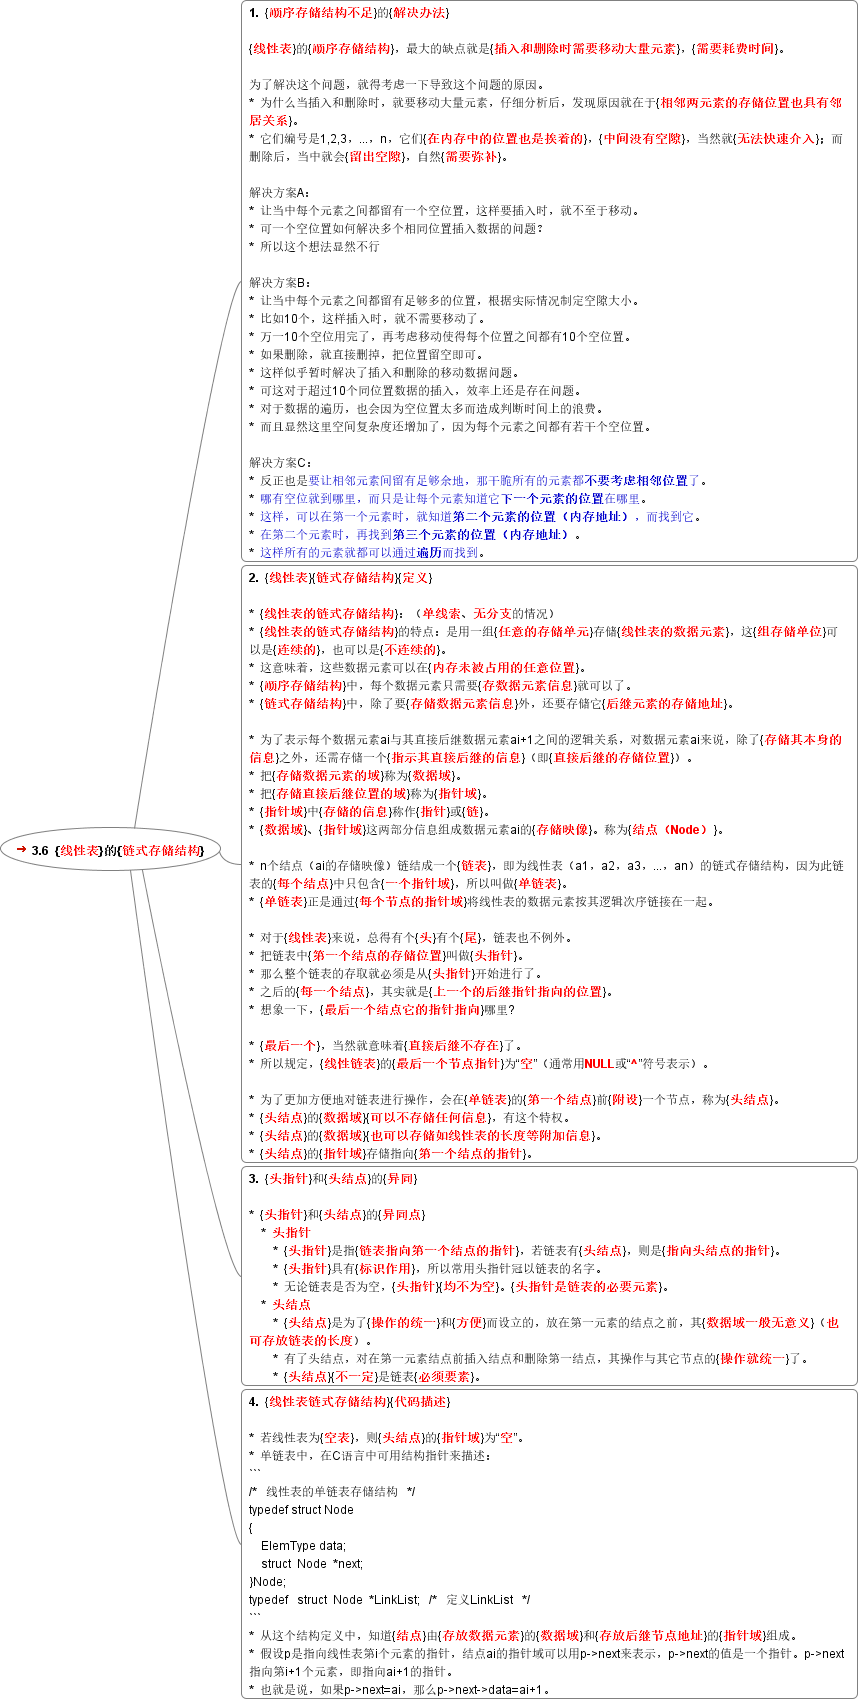 ➔ 3.6 {线性表}的{链式存储结构}
1. {顺序存储结构不足}的{解决办法}
{线性表}的{顺序存储结构}，最大的缺点就是{插入和删除时需要移动大量元素}，{需要耗费时间}。
为了解决这个问题，就得考虑一下导致这个问题的原因。
* 为什么当插入和删除时，就要移动大量元素，仔细分析后，发现原因就在于{相邻两元素的存储位置也具有邻
居关系}。
* 它们编号是1,2,3，...，n，它们{在内存中的位置也是挨着的}，{中间没有空隙}，当然就{无法快速介入}；而
删除后，当中就会{留出空隙}，自然{需要弥补}。
解决方案A：
* 让当中每个元素之间都留有一个空位置，这样要插入时，就不至于移动。
* 可一个空位置如何解决多个相同位置插入数据的问题？
* 所以这个想法显然不行
解决方案B：
* 让当中每个元素之间都留有足够多的位置，根据实际情况制定空隙大小。
* 比如10个，这样插入时，就不需要移动了。
* 万一10个空位用完了，再考虑移动使得每个位置之间都有10个空位置。
* 如果删除，就直接删掉，把位置留空即可。
* 这样似乎暂时解决了插入和删除的移动数据问题。
* 可这对于超过10个同位置数据的插入，效率上还是存在问题。
* 对于数据的遍历，也会因为空位置太多而造成判断时间上的浪费。
* 而且显然这里空间复杂度还增加了，因为每个元素之间都有若干个空位置。
解决方案C：
* 反正也是要让相邻元素间留有足够余地，那干脆所有的元素都不要考虑相邻位置了。
* 哪有空位就到哪里，而只是让每个元素知道它下一个元素的位置在哪里。
* 这样，可以在第一个元素时，就知道第二个元素的位置（内存地址），而找到它。
* 在第二个元素时，再找到第三个元素的位置（内存地址）。
* 这样所有的元素就都可以通过遍历而找到。
2. {线性表}{链式存储结构}{定义}
* {线性表的链式存储结构}：（单线索、无分支的情况）
* {线性表的链式存储结构}的特点：是用一组{任意的存储单元}存储{线性表的数据元素}，这{组存储单位}可
以是{连续的}，也可以是{不连续的}。
* 这意味着，这些数据元素可以在{内存未被占用的任意位置}。
* {顺序存储结构}中，每个数据元素只需要{存数据元素信息}就可以了。
* {链式存储结构}中，除了要{存储数据元素信息}外，还要存储它{后继元素的存储地址}。
* 为了表示每个数据元素ai与其直接后继数据元素ai+1之间的逻辑关系，对数据元素ai来说，除了{存储其本身的
信息}之外，还需存储一个{指示其直接后继的信息}（即{直接后继的存储位置}）。
* 把{存储数据元素的域}称为{数据域}。
* 把{存储直接后继位置的域}称为{指针域}。
* {指针域}中{存储的信息}称作{指针}或{链}。
* {数据域}、{指针域}这两部分信息组成数据元素ai的{存储映像}。称为{结点（Node）}。
* n个结点（ai的存储映像）链结成一个{链表}，即为线性表（a1，a2，a3，...，an）的链式存储结构，因为此链
表的{每个结点}中只包含{一个指针域}，所以叫做{单链表}。
* {单链表}正是通过{每个节点的指针域}将线性表的数据元素按其逻辑次序链接在一起。
* 对于{线性表}来说，总得有个{头}有个{尾}，链表也不例外。
* 把链表中{第一个结点的存储位置}叫做{头指针}。
* 那么整个链表的存取就必须是从{头指针}开始进行了。
* 之后的{每一个结点}，其实就是{上一个的后继指针指向的位置}。
* 想象一下，{最后一个结点它的指针指向}哪里？
* {最后一个}，当然就意味着{直接后继不存在}了。
* 所以规定，{线性链表}的{最后一个节点指针}为“空”（通常用NULL或“^”符号表示）。
* 为了更加方便地对链表进行操作，会在{单链表}的{第一个结点}前{附设}一个节点，称为{头结点}。
* {头结点}的{数据域}{可以不存储任何信息}，有这个特权。
* {头结点}的{数据域}{也可以存储如线性表的长度等附加信息}。
* {头结点}的{指针域}存储指向{第一个结点的指针}。
3. {头指针}和{头结点}的{异同}
* {头指针}和{头结点}的{异同点}
* 头指针
* {头指针}是指{链表指向第一个结点的指针}，若链表有{头结点}，则是{指向头结点的指针}。
* {头指针}具有{标识作用}，所以常用头指针冠以链表的名字。
* 无论链表是否为空，{头指针}{均不为空}。{头指针是链表的必要元素}。
* 头结点
* {头结点}是为了{操作的统一}和{方便}而设立的，放在第一元素的结点之前，其{数据域一般无意义}（也
可存放链表的长度）。
* 有了头结点，对在第一元素结点前插入结点和删除第一结点，其操作与其它节点的{操作就统一}了。
* {头结点}{不一定}是链表{必须要素}。
4. {线性表链式存储结构}{代码描述}
* 若线性表为{空表}，则{头结点}的{指针域}为“空”。
* 单链表中，在C语言中可用结构指针来描述：
```
/* 线性表的单链表存储结构 */
typedef struct Node
{
ElemType data;
struct Node *next;
}Node;
typedef struct Node *LinkList; /* 定义LinkList */
```
* 从这个结构定义中，知道{结点}由{存放数据元素}的{数据域}和{存放后继节点地址}的{指针域}组成。
* 假设p是指向线性表第i个元素的指针，结点ai的指针域可以用p->next来表示，p->next的值是一个指针。p->next
指向第i+1个元素，即指向ai+1的指针。
* 也就是说，如果p->next=ai，那么p->next->data=ai+1。